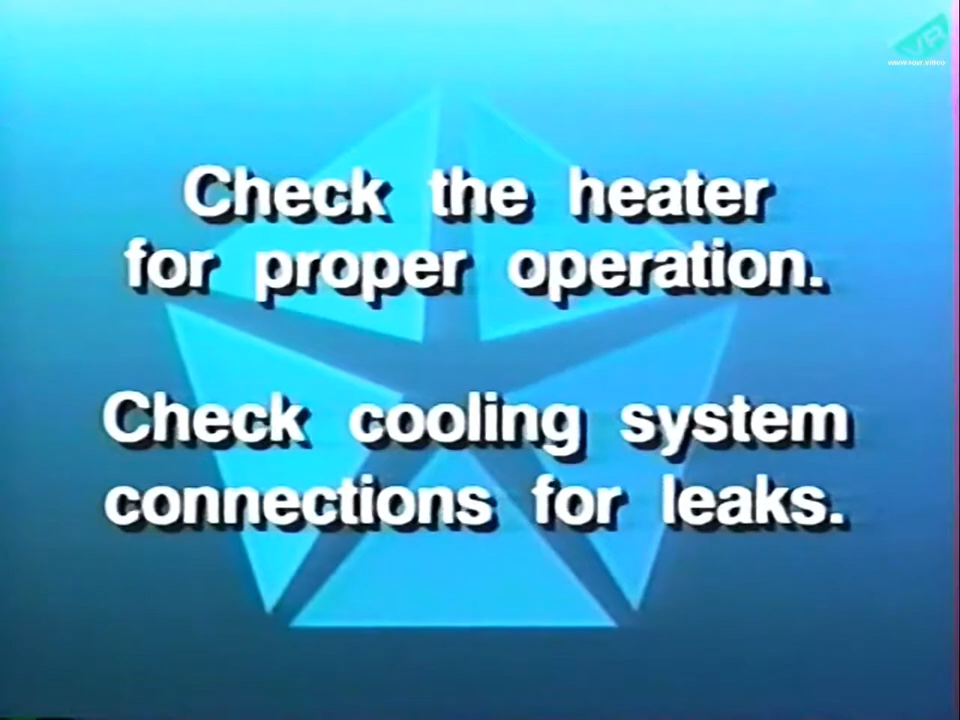 Check the heater
for proper operation.
Check cooling system
connections for leaks.